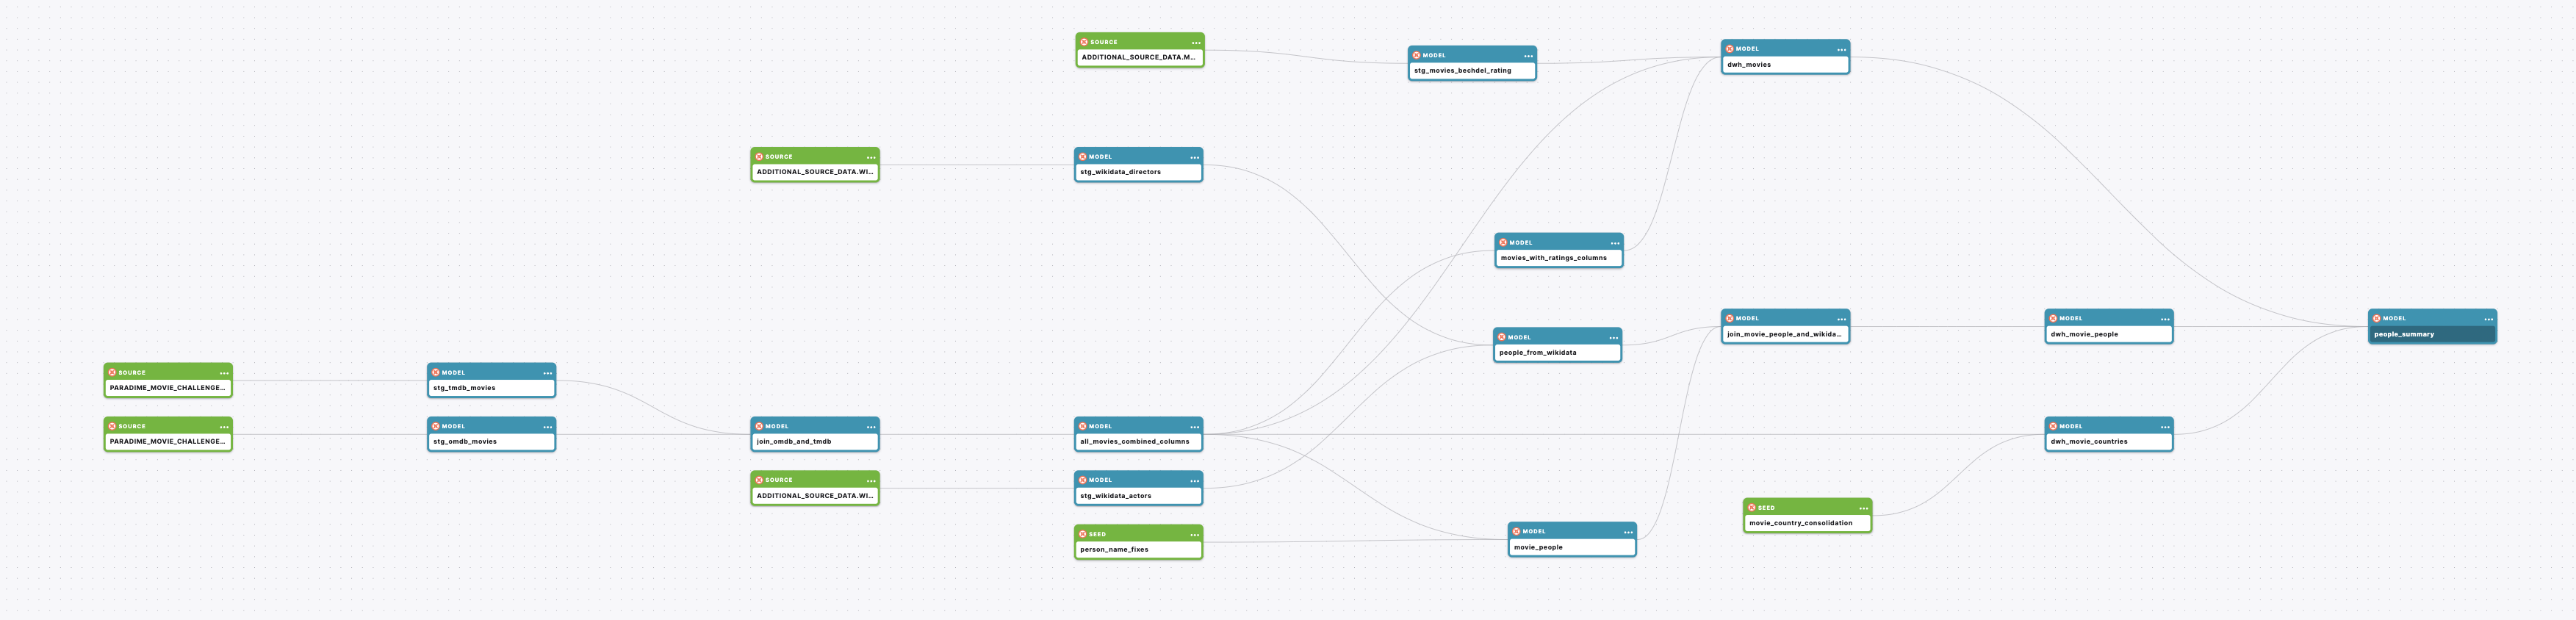 SOURCE
ADDITIONAL_SOURCE_DATA.M...
MODEL
stg_movies_bechdel_rating
MODEL
dwh_movies
SOURCE
ADDITIONAL_SOURCE_DATA.WI...
MODEL
stg_wikidata_directors
MODEL
movies_with_ratings_columns
MODEL
people_from_wikidata
MODEL
join_movie_people_and_wikida...
MODEL
dwh_movie_people
MODEL
people_summary
SOURCE
PARADIME_MOVIE_CHALLENGE...
MODEL
stg_tmdb_movies
SOURCE
PARADIME_MOVIE_CHALLENGE...
MODEL
stg_omdb_movies
MODEL
join_omdb_and_tmdb
MODEL
all_movies_combined_columns
MODEL
dwh_movie_countries
SOURCE
ADDITIONAL_SOURCE_DATA.WI...
MODEL
stg_wikidata_actors
SEED
movie_country_consolidation
SEED
person_name_fixes
MODEL
movie_people